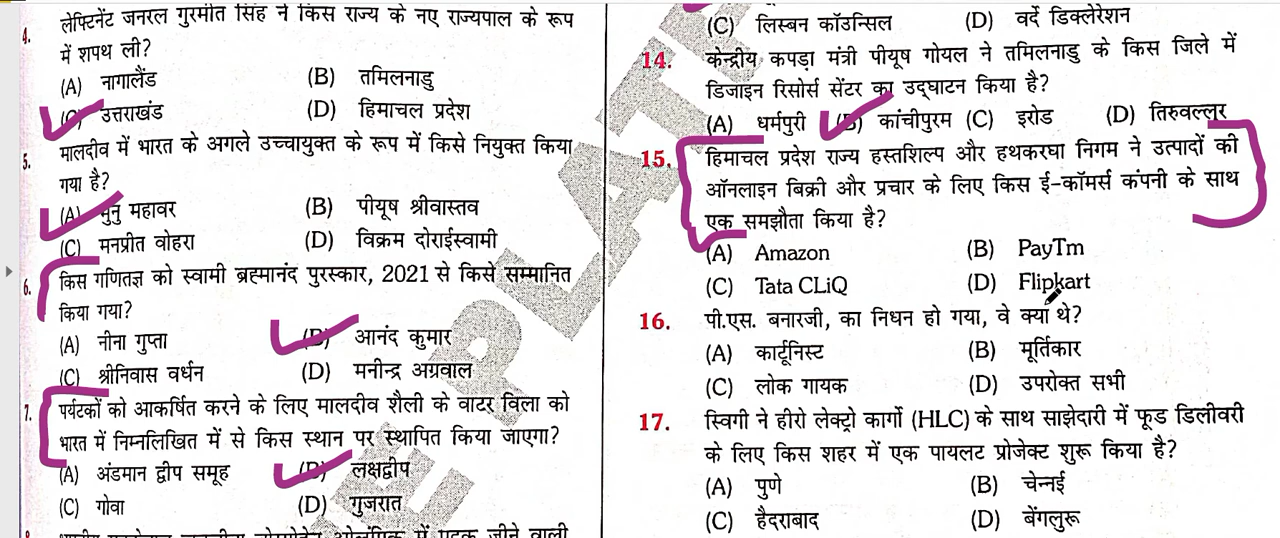 4. लेफ्टिनेंट जनरल गुरमीत सिंह ने किस राज्य के नए राज्यपाल के रूप
में शपथ ली?
(A) नागालैंड (B) तमिलनाडु
(C) उत्तराखंड (D) हिमाचल प्रदेश
5. मालदीव में भारत के अगले उच्चायुक्त के रूप में किसे नियुक्त किया
गया है?
(A) मुनु महावर (B) पीयूष श्रीवास्तव
(C) मनप्रीत वोहरा (D) विक्रम दोराईस्वामी
6. किस गणितज्ञ को स्वामी ब्रह्मानंद पुरस्कार, 2021 से किसे सम्मानित
किया गया?
(A) नीना गुप्ता (B) आनंद कुमार
(C) श्रीनिवास वर्धन (D) मनीन्द्र अग्रवाल
7. पर्यटकों को आकर्षित करने के लिए मालदीव शैली के वाटर विला को
भारत में निम्नलिखित में से किस स्थान पर स्थापित किया जाएगा?
(A) अंडमान द्वीप समूह (B) लक्षद्वीप
(C) गोवा (D) गुजरात
(C) लिस्बन कॉउन्सिल (D) वर्दे डिक्लेरेशन
14. केन्द्रीय कपड़ा मंत्री पीयूष गोयल ने तमिलनाडु के किस जिले में
डिजाइन रिसोर्स सेंटर का उद्घाटन किया है?
(A) धर्मपुरी (B) कांचीपुरम (C) इरोड (D) तिरुवल्लूर
15. हिमाचल प्रदेश राज्य हस्तशिल्प और हथकरघा निगम ने उत्पादों की
ऑनलाइन बिक्री और प्रचार के लिए किस ई-कॉमर्स कंपनी के साथ
एक समझौता किया है?
(A) Amazon (B) PayTm
(C) Tata CLiQ (D) Flipkart
16. पी.एस. बनारजी, का निधन हो गया, वे क्या थे?
(A) कार्टूनिस्ट (B) मूर्तिकार
(C) लोक गायक (D) उपरोक्त सभी
17. स्विगी ने हीरो लेक्ट्रो कार्गो (HLC) के साथ साझेदारी में फूड डिलीवरी
के लिए किस शहर में एक पायलट प्रोजेक्ट शुरू किया है?
(A) पुणे (B) चेन्नई
(C) हैदराबाद (D) बेंगलुरू